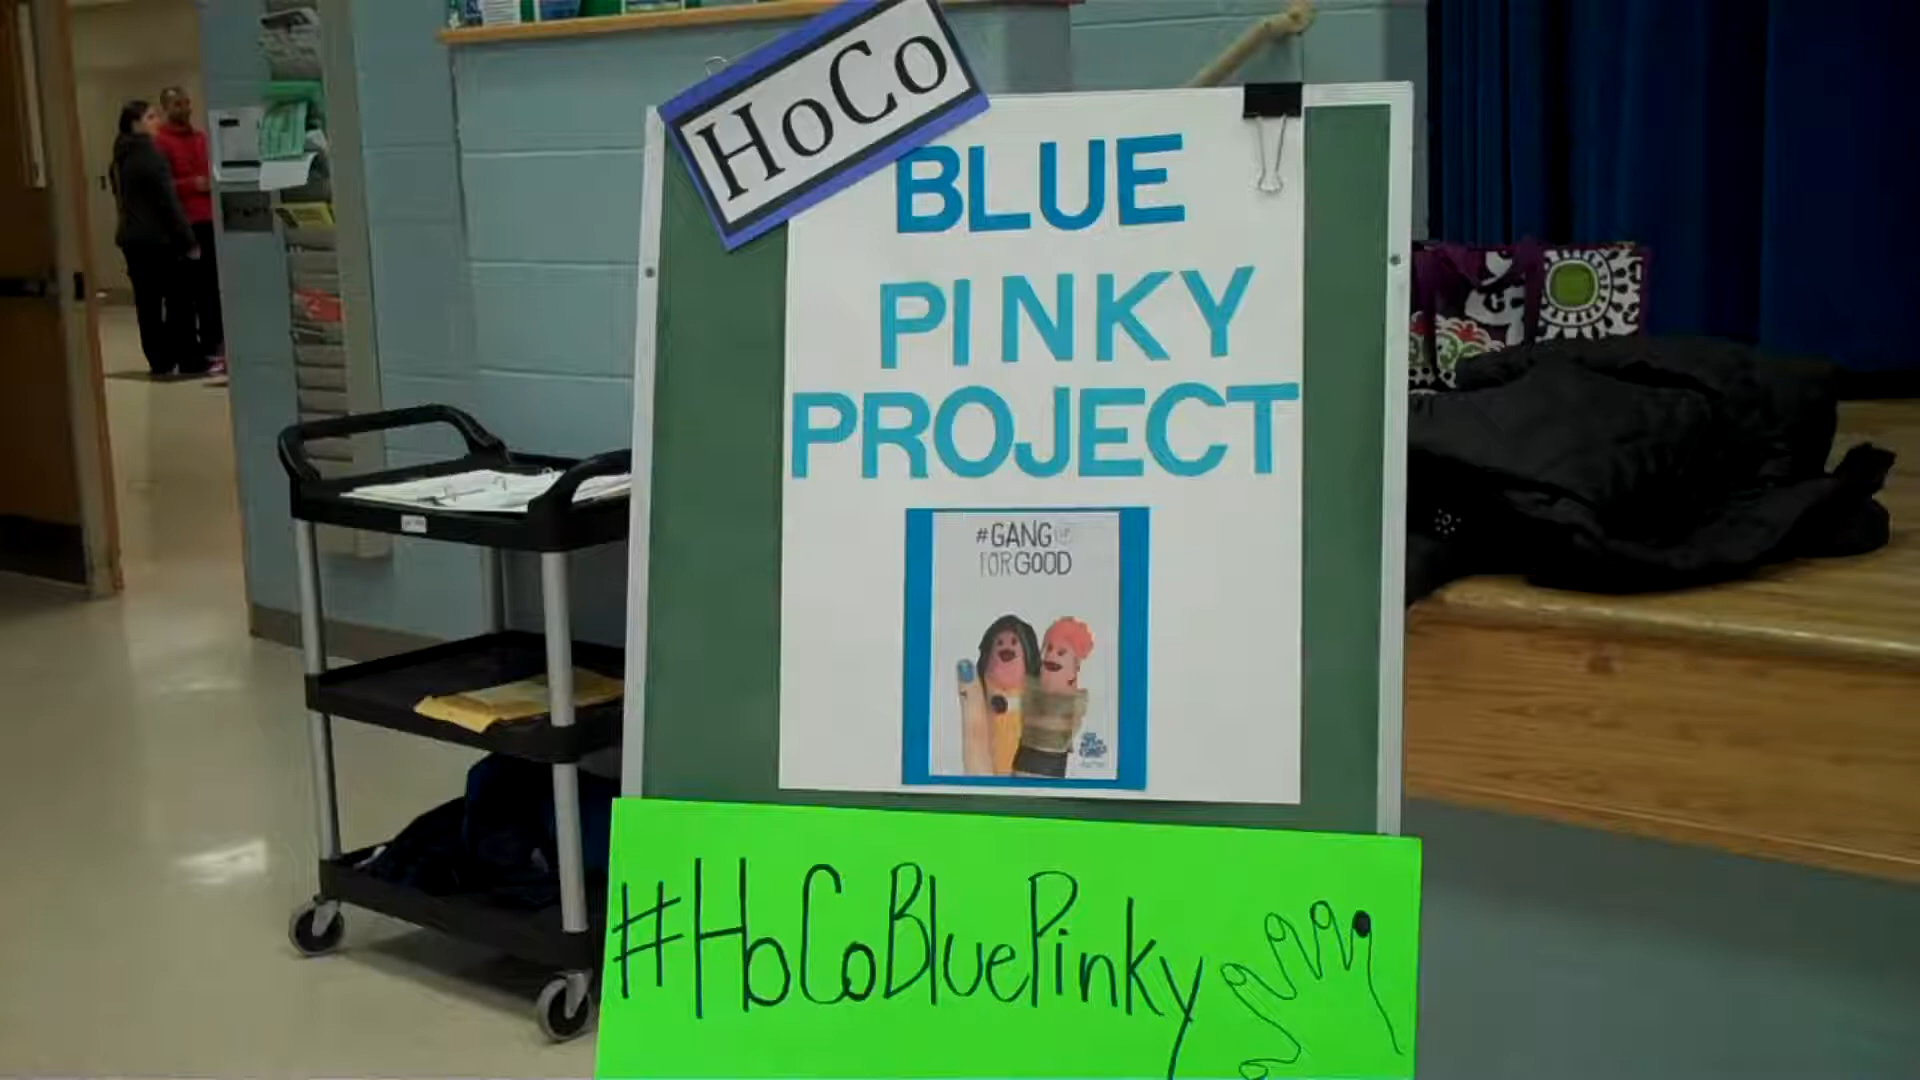 HoCo
BLUE
PINKY
PROJECT
#GANG UP
FOR GOOD
#HoCoBluePinky